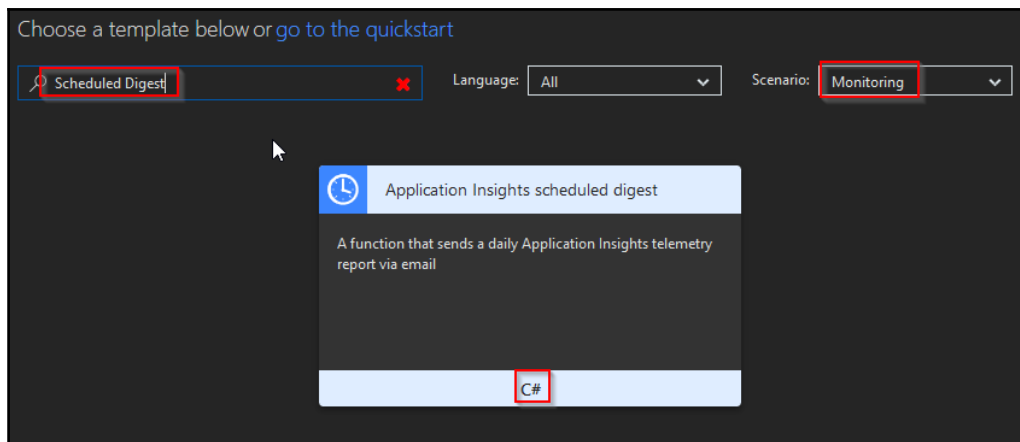 Choose a template below or go to the quickstart
Scheduled Digest Language: All Scenario: Monitoring
Application Insights scheduled digest
A function that sends a daily Application Insights telemetry
report via email
C#